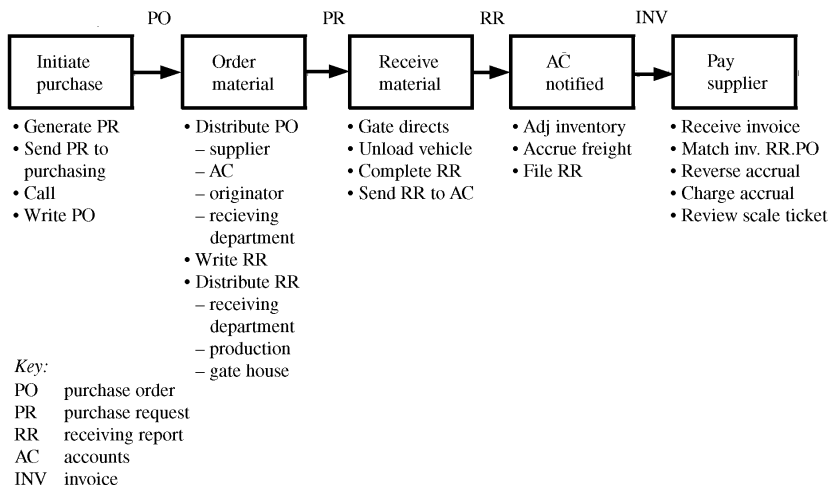 PO
PR
RR
INV
Initiate
purchase
Order
material
Receive
material
AC
notified
Pay
supplier
• Generate PR
• Send PR to
purchasing
• Call
• Write PO
• Distribute PO
– supplier
– AC
– originator
– recieving
department
• Write RR
• Distribute RR
– receiving
department
– production
– gate house
• Gate directs
• Unload vehicle
• Complete RR
• Send RR to AC
• Adj inventory
• Accrue freight
• File RR
• Receive invoice
• Match inv. RR.PO
• Reverse accrual
• Charge accrual
• Review scale ticket
Key:
PO purchase order
PR purchase request
RR receiving report
AC accounts
INV invoice